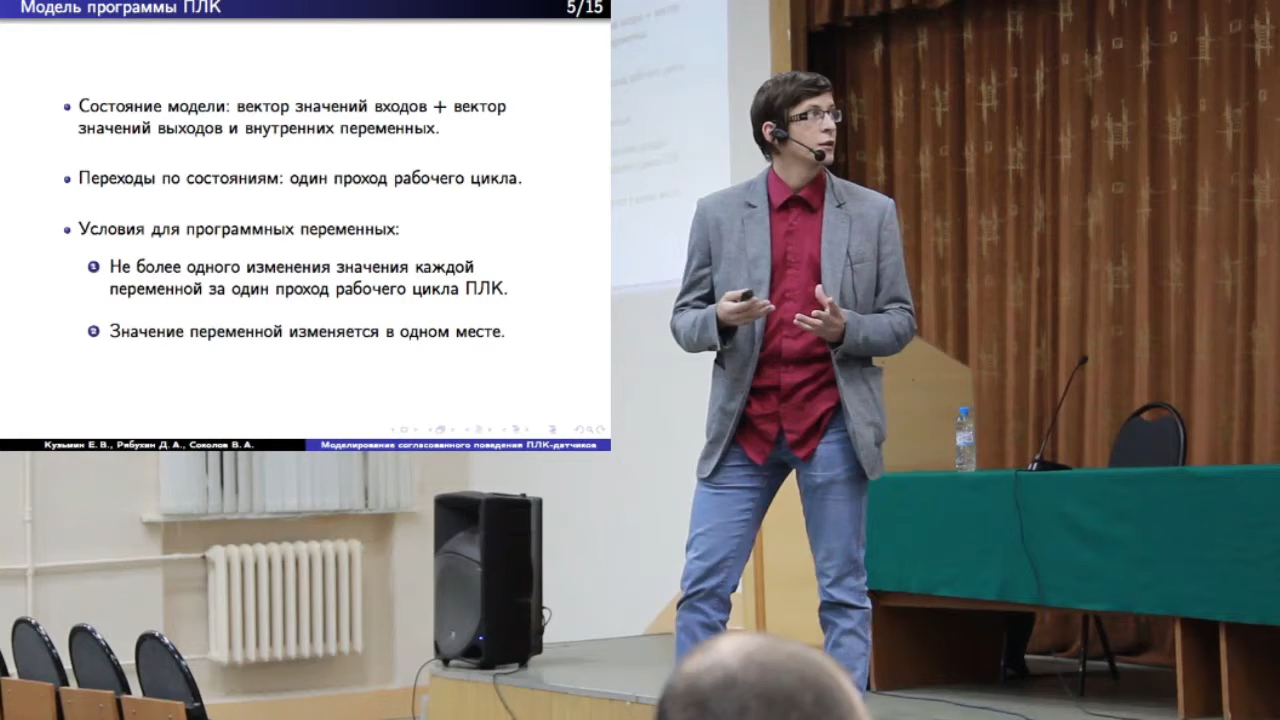 Модель программы ПЛК 5/15
Состояние модели: вектор значений входов + вектор
значений выходов и внутренних переменных.
Переходы по состояниям: один проход рабочего цикла.
Условия для программных переменных:
1 Не более одного изменения значения каждой
переменной за один проход рабочего цикла ПЛК.
2 Значение переменной изменяется в одном месте.
Кузьмин Е. В., Рябухин Д. А., Соколов В. А. Моделирование согласованного поведения ПЛК-датчиков